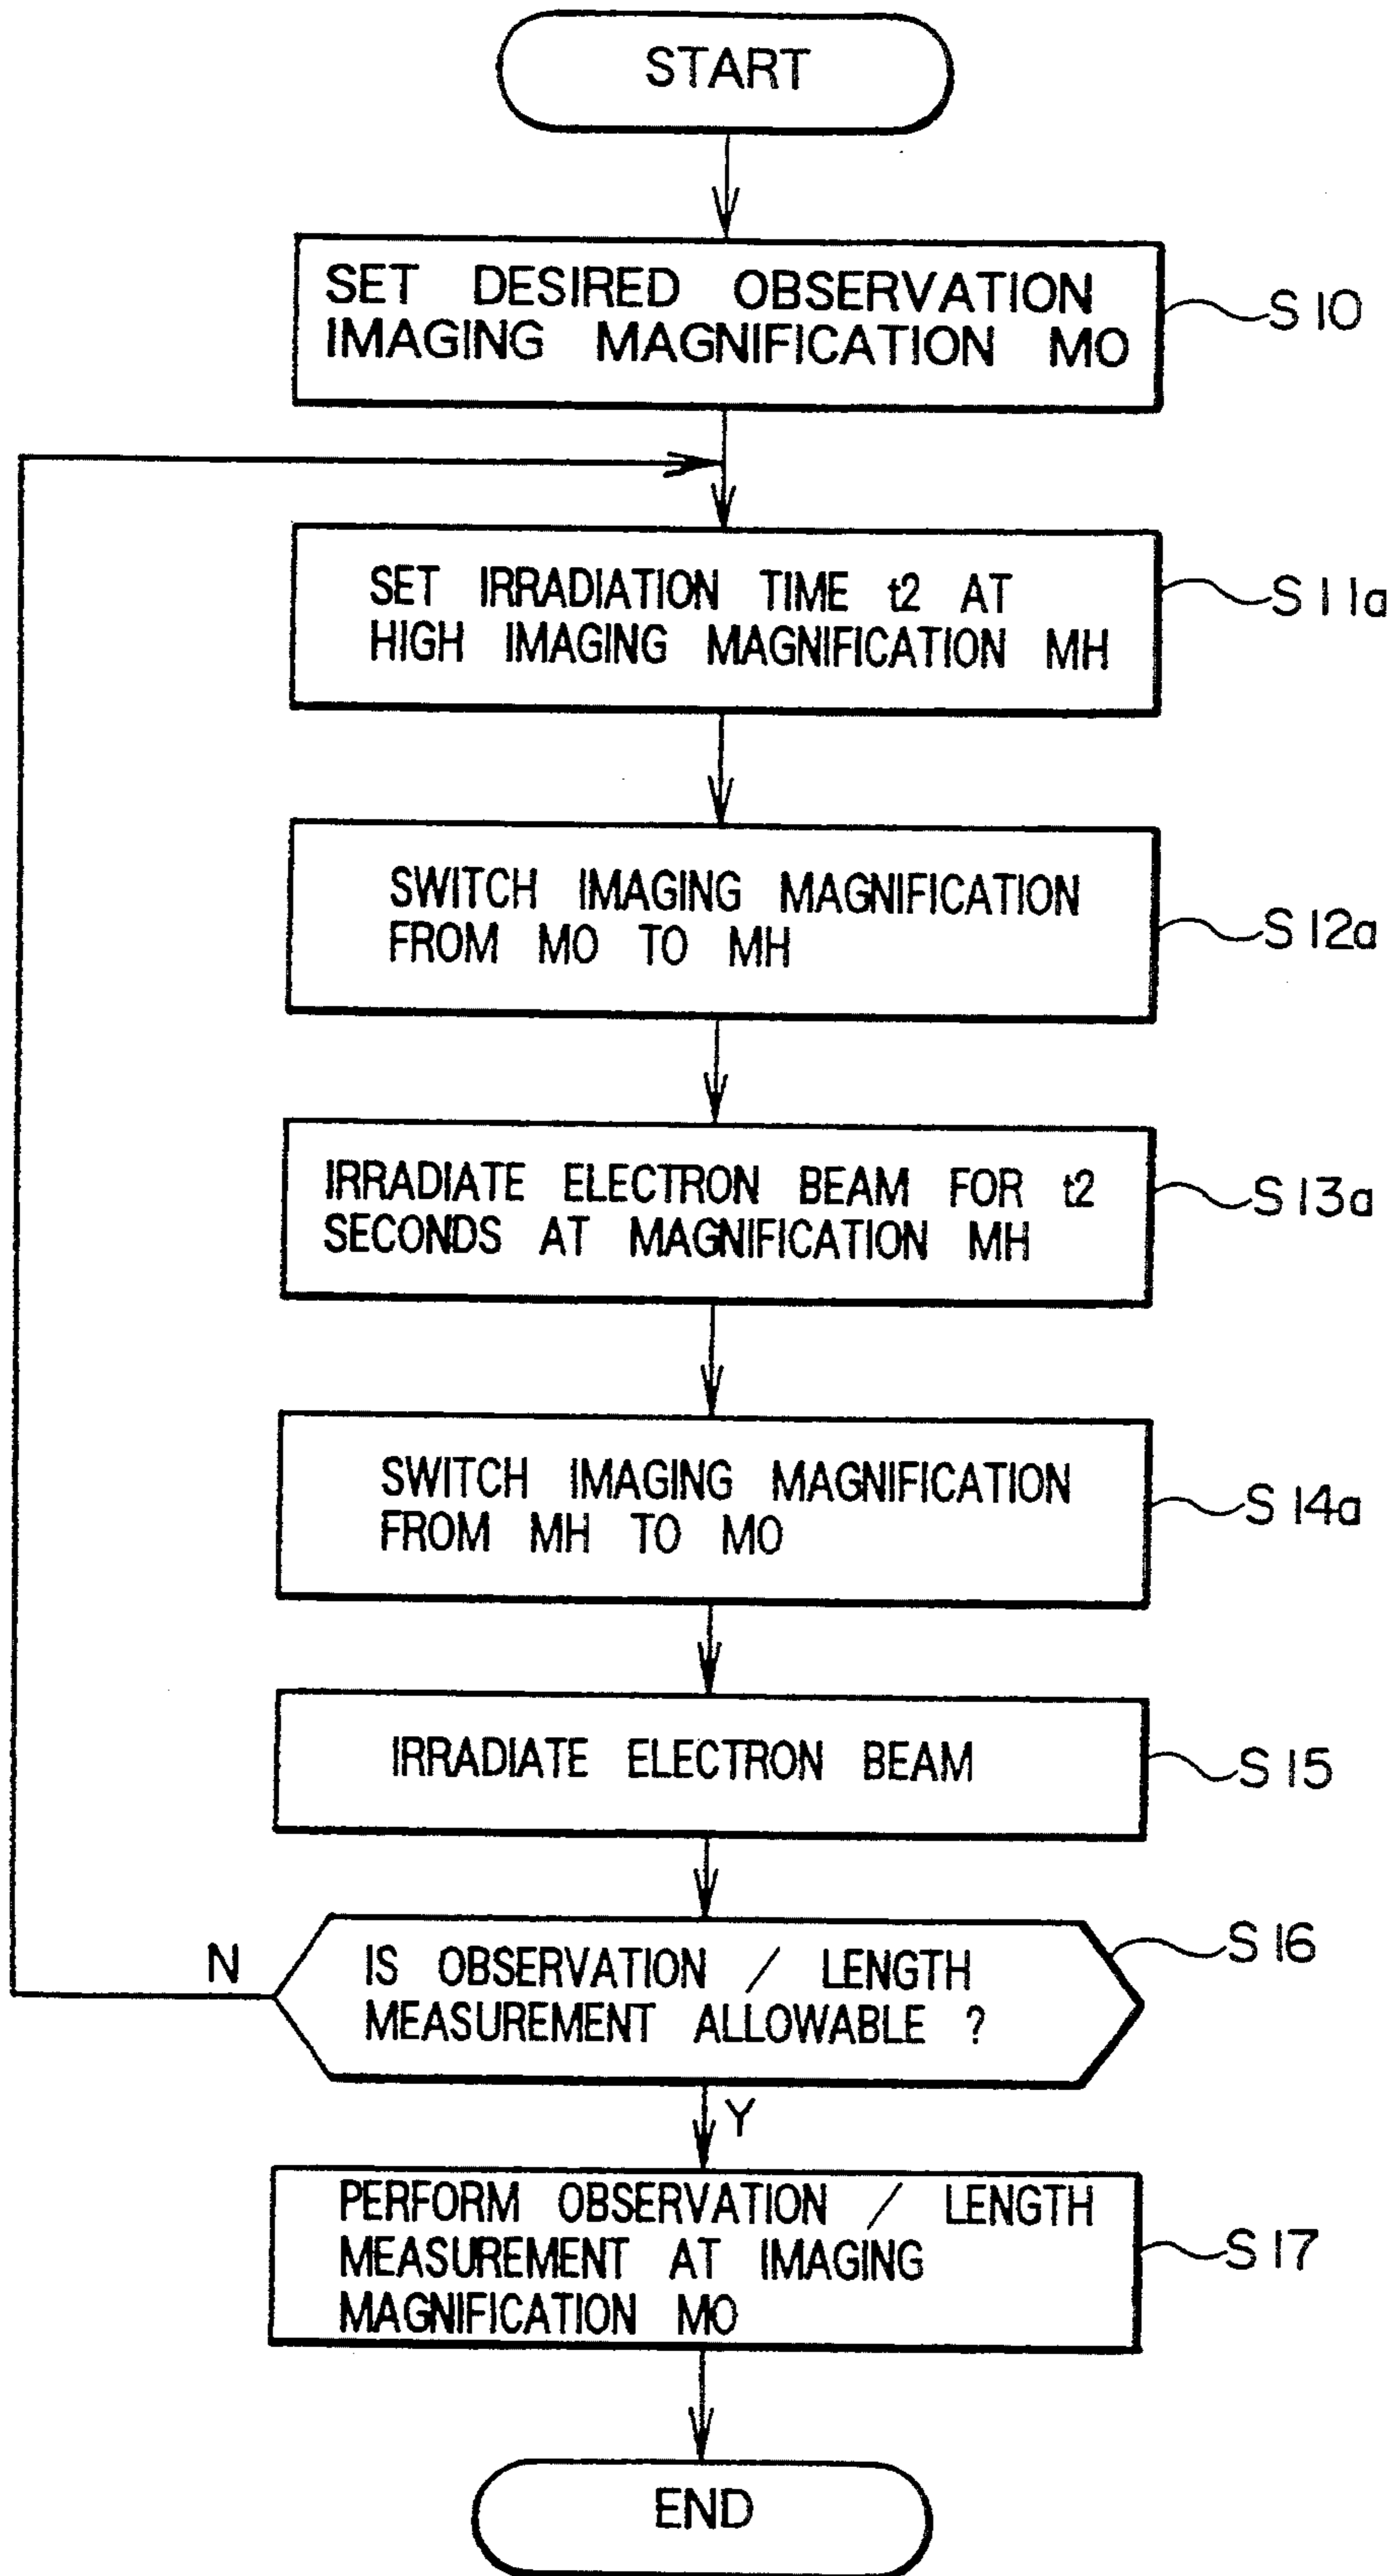 START
SET DESIRED OBSERVATION
IMAGING MAGNIFICATION MO
S10
SET IRRADIATION TIME t2 AT
HIGH IMAGING MAGNIFICATION MH
S11a
SWITCH IMAGING MAGNIFICATION
FROM MO TO MH
S12a
IRRADIATE ELECTRON BEAM FOR t2
SECONDS AT MAGNIFICATION MH
S13a
SWITCH IMAGING MAGNIFICATION
FROM MH TO MO
S14a
IRRADIATE ELECTRON BEAM
S15
IS OBSERVATION / LENGTH
MEASUREMENT ALLOWABLE ?
S16
N
Y
PERFORM OBSERVATION / LENGTH
MEASUREMENT AT IMAGING
MAGNIFICATION MO
S17
END